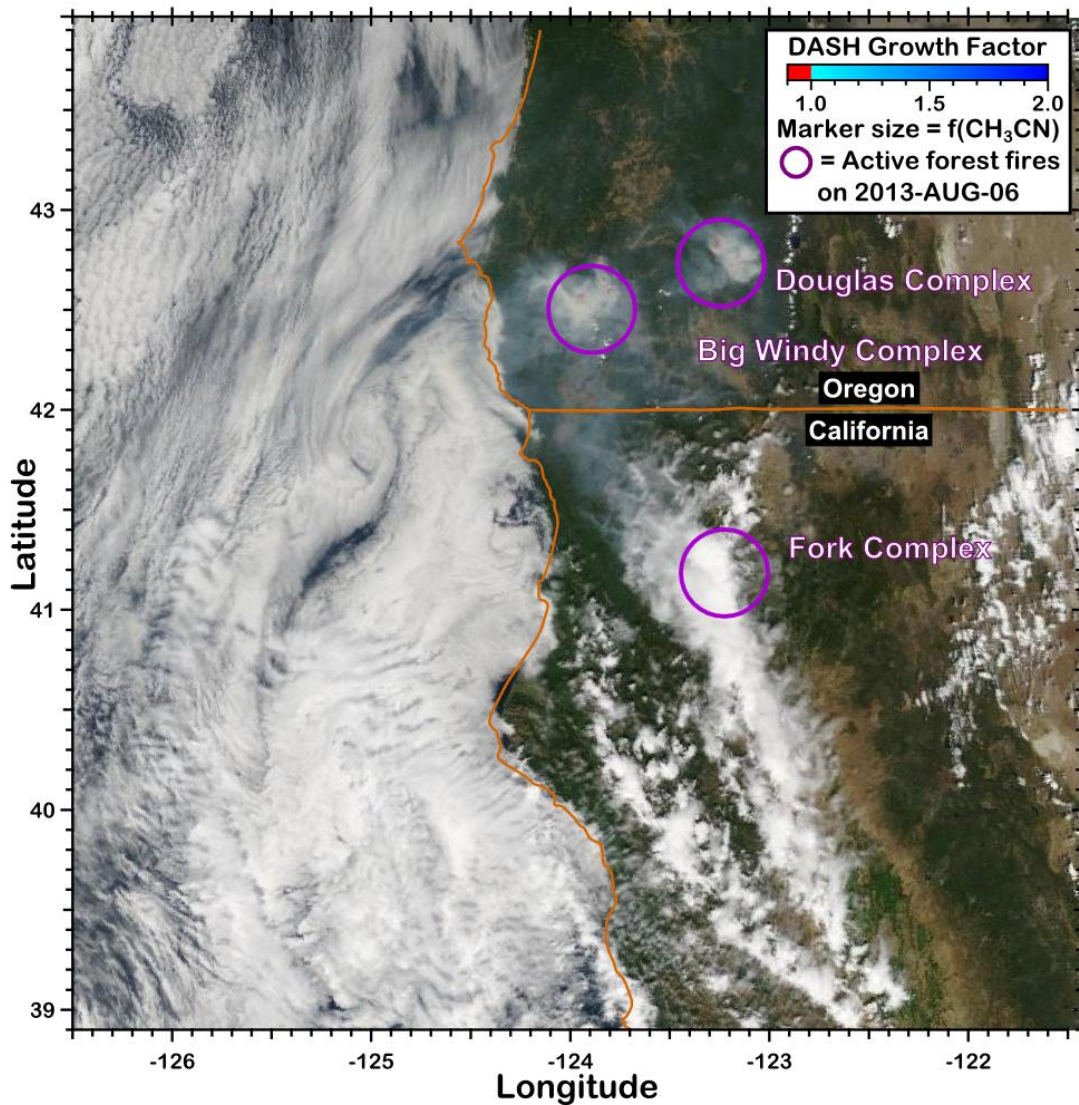 DASH Growth Factor
1.0 1.5 2.0
Marker size = f(CH₃CN)
= Active forest fires
on 2013-AUG-06
43
Douglas Complex
Big Windy Complex
Oregon
42
California
Fork Complex
41
40
39
Latitude
-126 -125 -124 -123 -122
Longitude